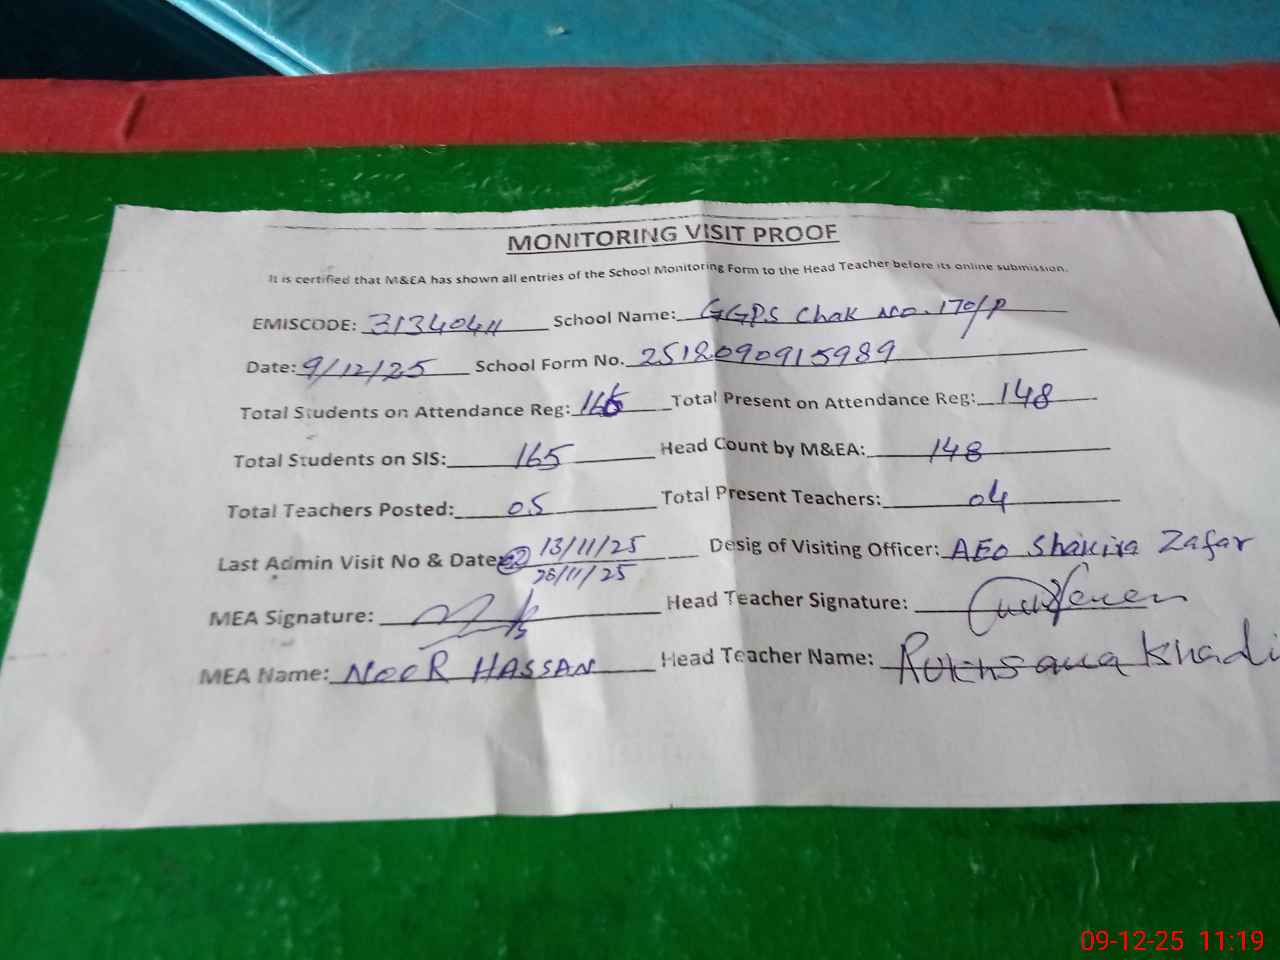 MONITORING VISIT PROOF
It is certified that M&EA has shown all entries of the School Monitoring Form to the Head Teacher before its online submission.
EMISCODE: 31340411 School Name: GGPS Chak No. 170/P
Date: 9/12/25 School Form No. 2512090915989
Total Students on Attendance Reg: 166 Total Present on Attendance Reg: 148
Total Students on SIS: 165 Head Count by M&EA: 148
Total Teachers Posted: 05 Total Present Teachers: 04
Last Admin Visit No & Date: 13/11/25 Desig of Visiting Officer: AEO Shakira Zafar
/11/25
MEA Signature: Head Teacher Signature:
MEA Name: NOOR HASSAN Head Teacher Name: Rukhsana
09-12-25 11:19